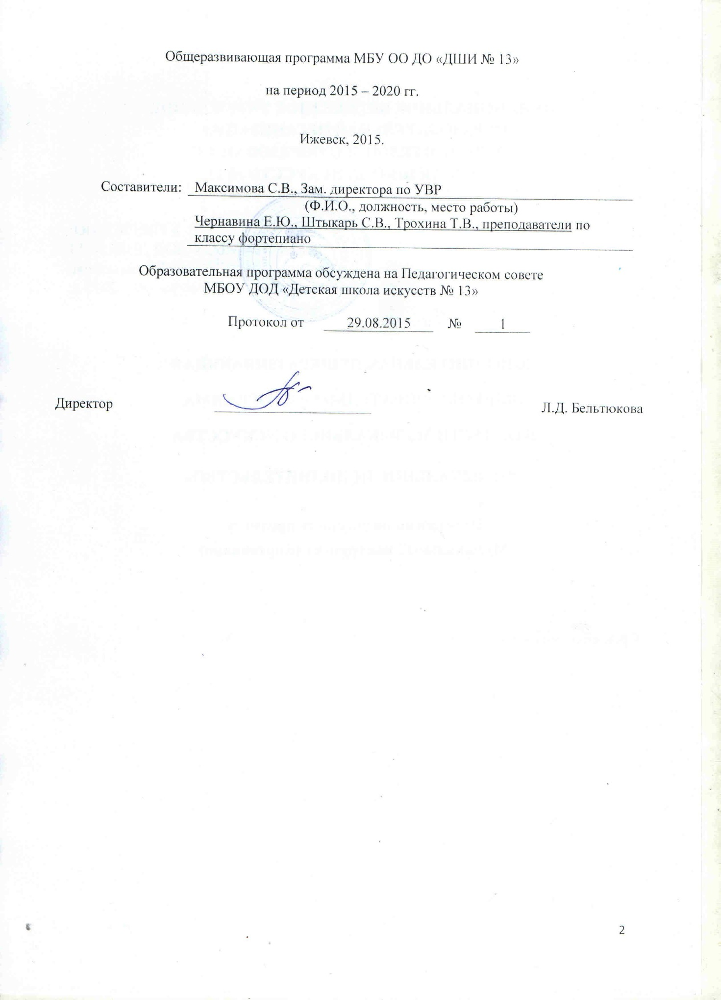 Общеразвивающая программа МБУ ОО ДО «ДШИ № 13»
на период 2015 – 2020 гг.
Ижевск, 2015.
Составители: Максимова С.В., Зам. директора по УВР
(Ф.И.О., должность, место работы)
Чернавина Е.Ю., Штыкарь С.В., Трохина Т.В., преподаватели по
классу фортепиано
Образовательная программа обсуждена на Педагогическом совете
МБОУ ДОД «Детская школа искусств № 13»
Протокол от 29.08.2015 № 1
Директор Л.Д. Бельтюкова
2